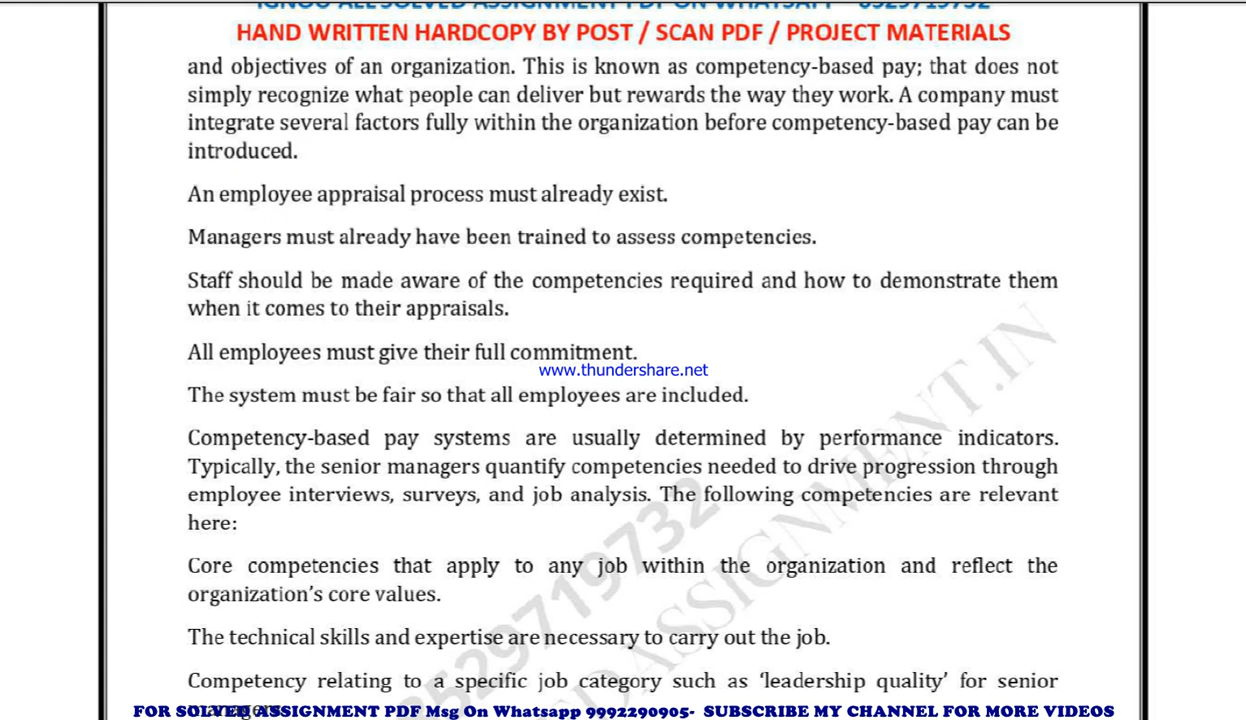 IGNOU ALL SOLVED ASSIGNMENT PDF ON WHATSAPP - 8529719732
HAND WRITTEN HARDCOPY BY POST / SCAN PDF / PROJECT MATERIALS
and objectives of an organization. This is known as competency-based pay; that does not
simply recognize what people can deliver but rewards the way they work. A company must
integrate several factors fully within the organization before competency-based pay can be
introduced.
An employee appraisal process must already exist.
Managers must already have been trained to assess competencies.
Staff should be made aware of the competencies required and how to demonstrate them
when it comes to their appraisals.
All employees must give their full commitment.
www.thundershare.net
The system must be fair so that all employees are included.
Competency-based pay systems are usually determined by performance indicators.
Typically, the senior managers quantify competencies needed to drive progression through
employee interviews, surveys, and job analysis. The following competencies are relevant
here:
Core competencies that apply to any job within the organization and reflect the
organization's core values.
The technical skills and expertise are necessary to carry out the job.
Competency relating to a specific job category such as ‘leadership quality’ for senior
FOR SOLVED ASSIGNMENT PDF Msg On Whatsapp 9992290905- SUBSCRIBE MY CHANNEL FOR MORE VIDEOS